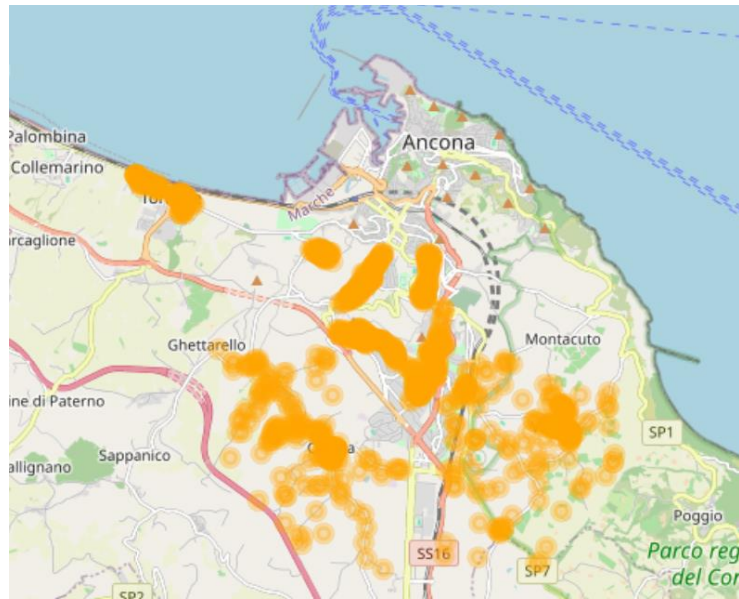 Palombina
Collemarino
Ancona
Marche
arcaglione
Ghettarello
Montacuto
ine di Paterno
SP1
Sappanico
allignano
Poggio
SS16
Parco reg
SP7
del Con
SP2